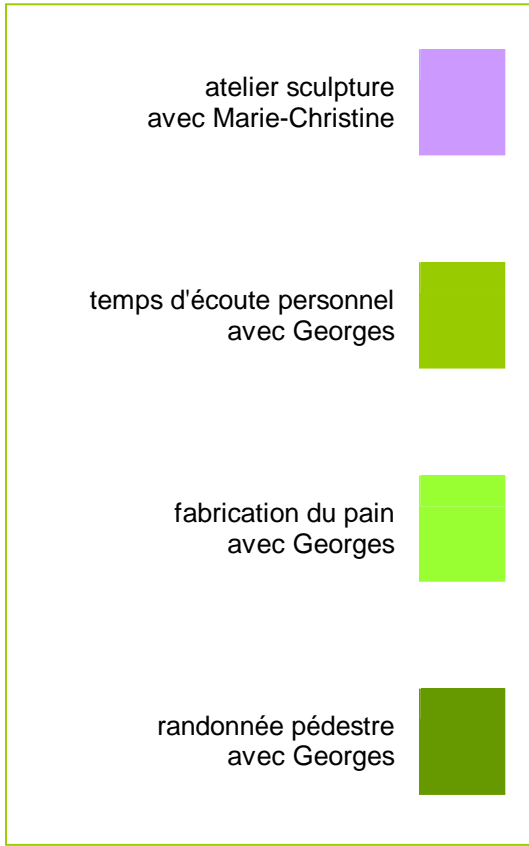 atelier sculpture
avec Marie-Christine
temps d'écoute personnel
avec Georges
fabrication du pain
avec Georges
randonnée pédestre
avec Georges